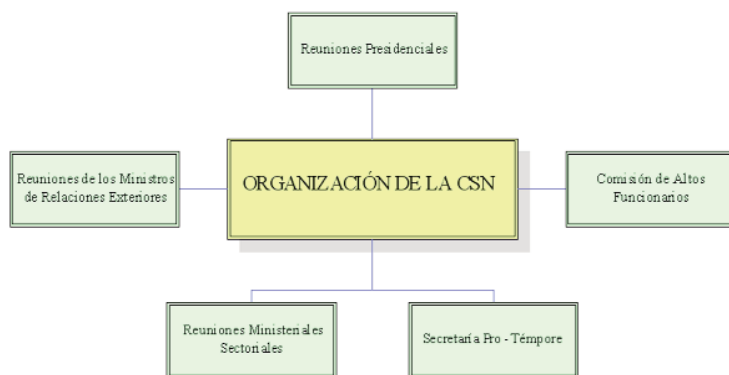 Reuniones Presidenciales
Reuniones de los Ministros
de Relaciones Exteriores
ORGANIZACIÓN DE LA CSN
Comisión de Altos
Funcionarios
Reuniones Ministeriales
Sectoriales
Secretaría Pro - Témpore